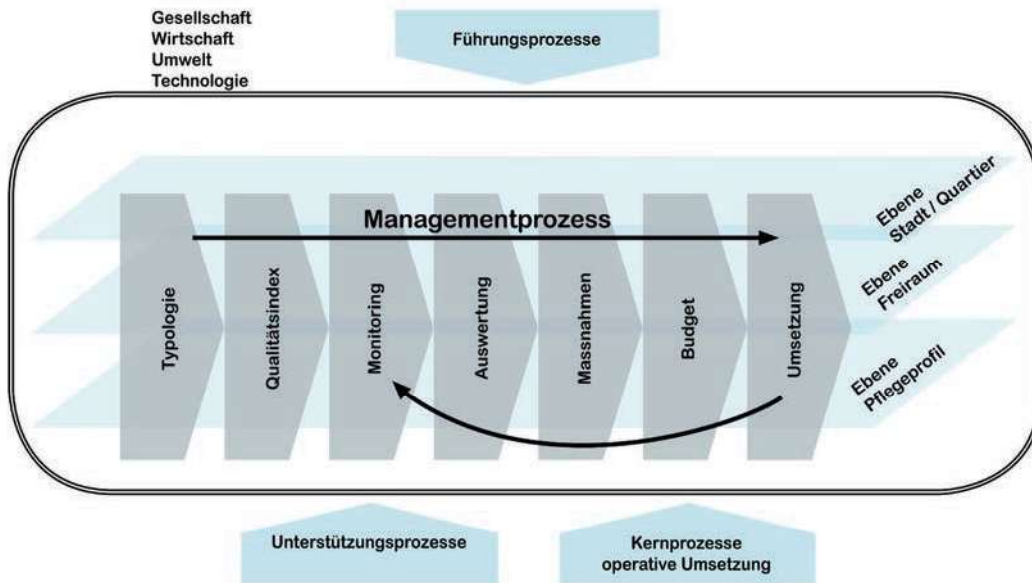 Gesellschaft
Wirtschaft
Umwelt
Technologie
Führungsprozesse
Managementprozess
Typologie
Qualitätsindex
Monitoring
Auswertung
Massnahmen
Budget
Umsetzung
Ebene
Stadt / Quartier
Ebene
Freiraum
Ebene
Pflegeprofil
Unterstützungsprozesse
Kernprozesse
operative Umsetzung